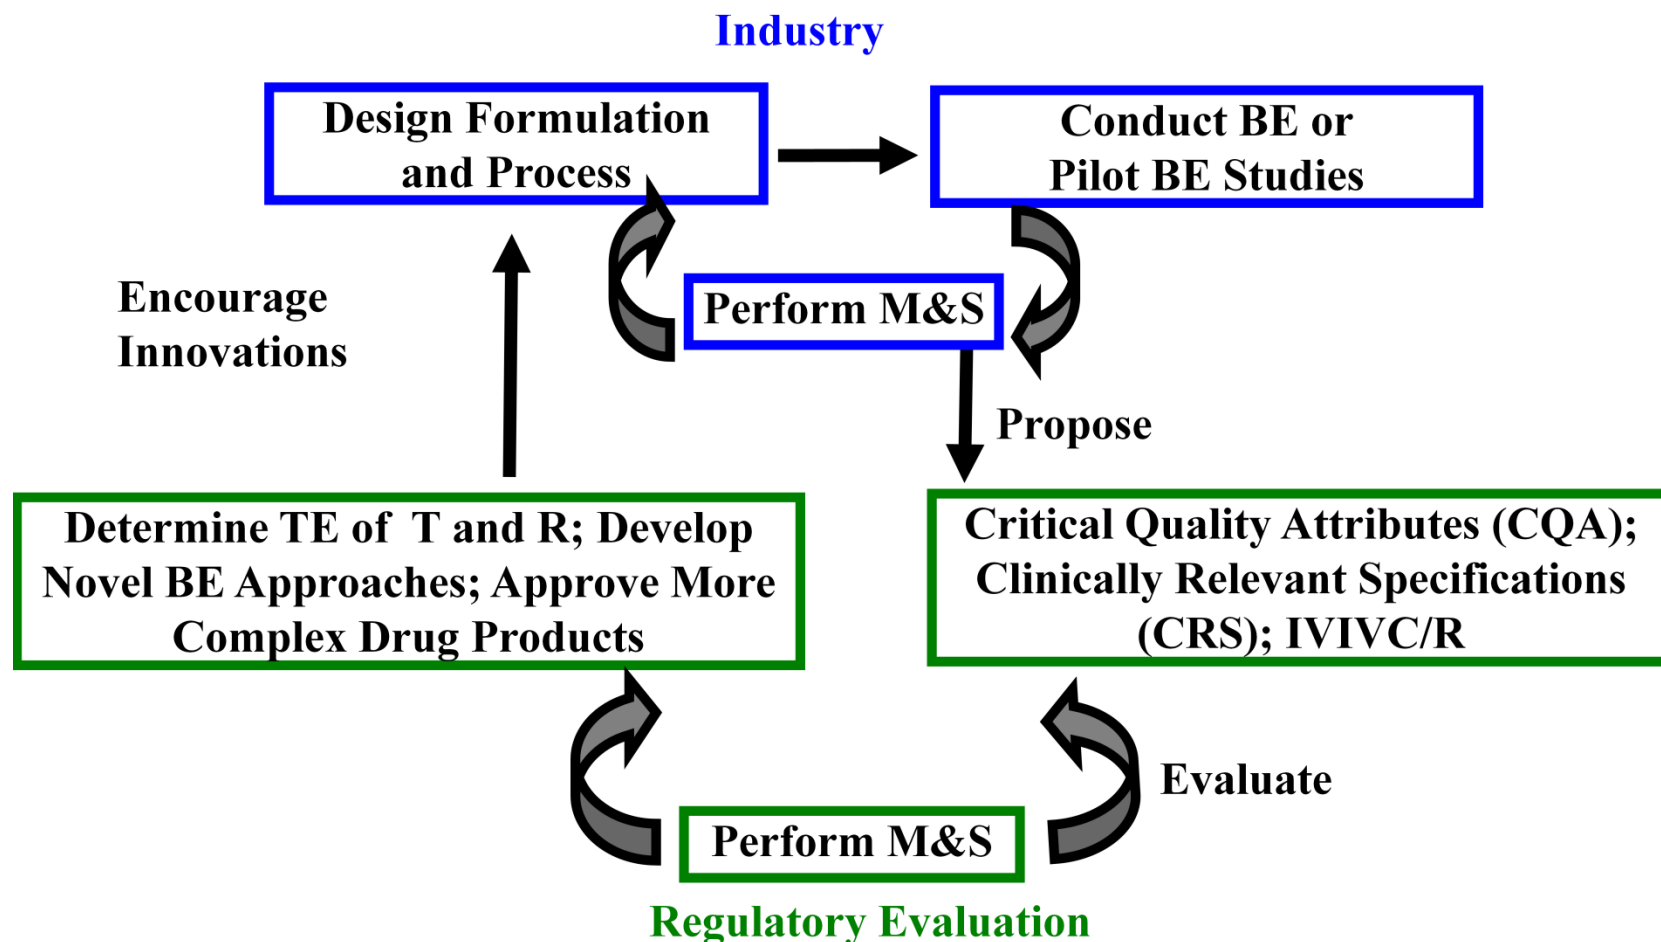 Industry
Design Formulation
and Process
Conduct BE or
Pilot BE Studies
Perform M&S
Encourage
Innovations
Propose
Determine TE of  T and R; Develop
Novel BE Approaches; Approve More
Complex Drug Products
Critical Quality Attributes (CQA);
Clinically Relevant Specifications
(CRS); IVIVC/R
Evaluate
Perform M&S
Regulatory Evaluation